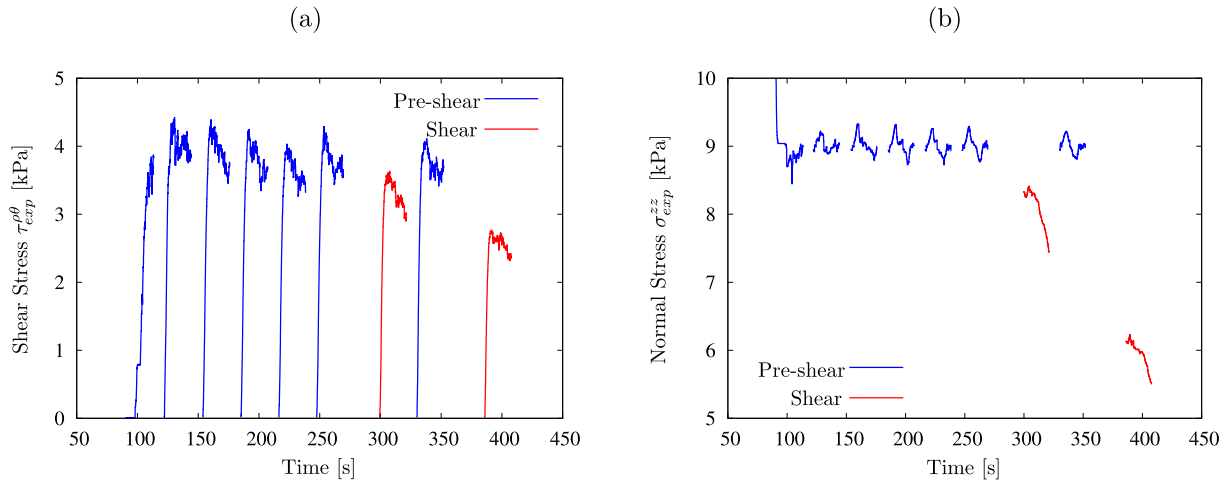 (a)
5
4
3
2
1
0
Shear Stress τ_exp^ρθ [kPa]
Pre-shear
Shear
50 100 150 200 250 300 350 400 450
Time [s]
(b)
10
9
8
7
6
5
Normal Stress σ_exp^zz [kPa]
Pre-shear
Shear
50 100 150 200 250 300 350 400 450
Time [s]